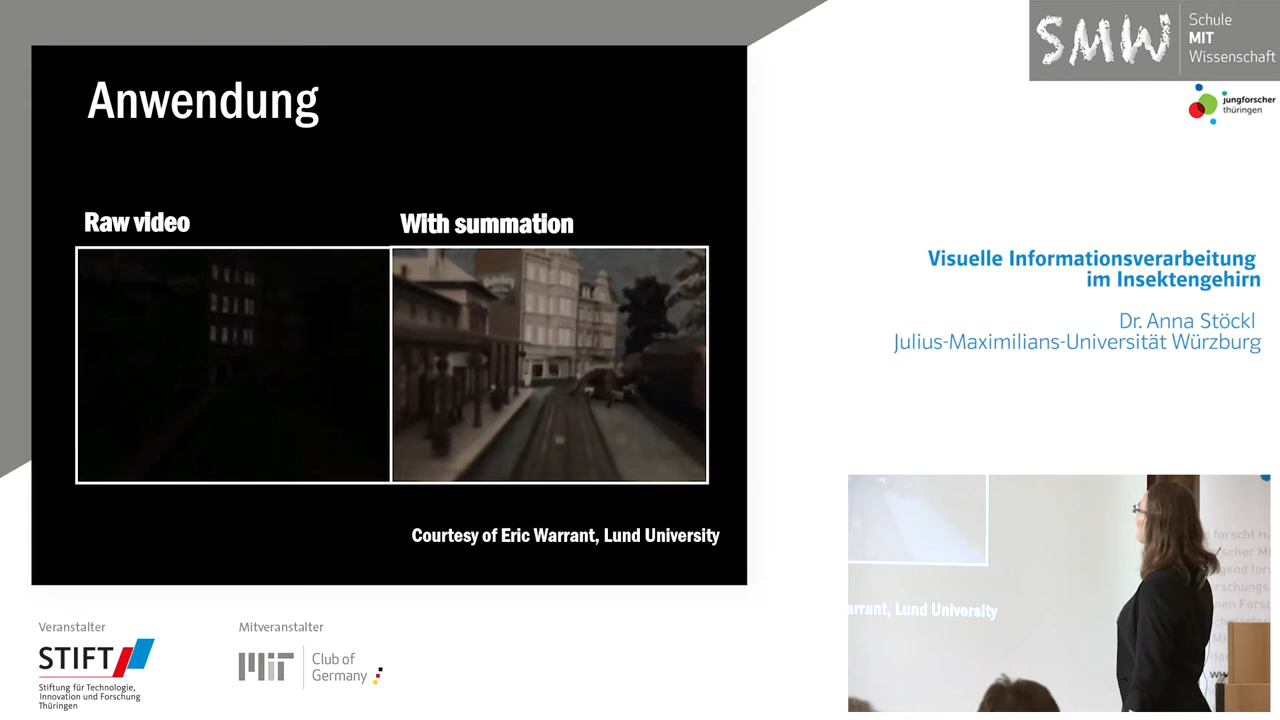 Anwendung
Raw video
With summation
Courtesy of Eric Warrant, Lund University
SMW
Schule
MIT
Wissenschaft
jungforscher
thüringen
Visuelle Informationsverarbeitung
im Insektengehirn
Dr. Anna Stöckl
Julius-Maximilians-Universität Würzburg
arrant, Lund University
Veranstalter
STIFT
Stiftung für Technologie,
Innovation und Forschung
Thüringen
Mitveranstalter
MIT
Club of
Germany